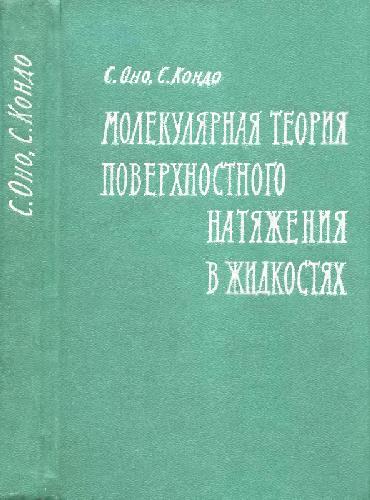 С. Оно, С. Кондо
С. Оно, С. Кондо
МОЛЕКУЛЯРНАЯ ТЕОРИЯ
ПОВЕРХНОСТНОГО
НАТЯЖЕНИЯ
В ЖИДКОСТЯХ